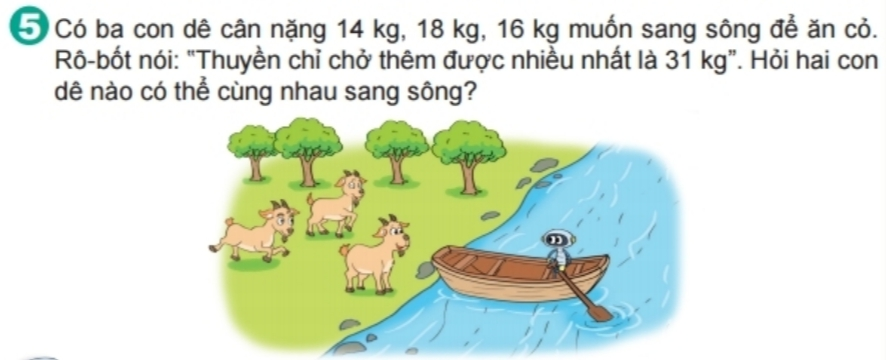 5 Có ba con dê cân nặng 14 kg, 18 kg, 16 kg muốn sang sông để ăn cỏ.
Rô-bốt nói: "Thuyền chỉ chở thêm được nhiều nhất là 31 kg". Hỏi hai con
dê nào có thể cùng nhau sang sông?